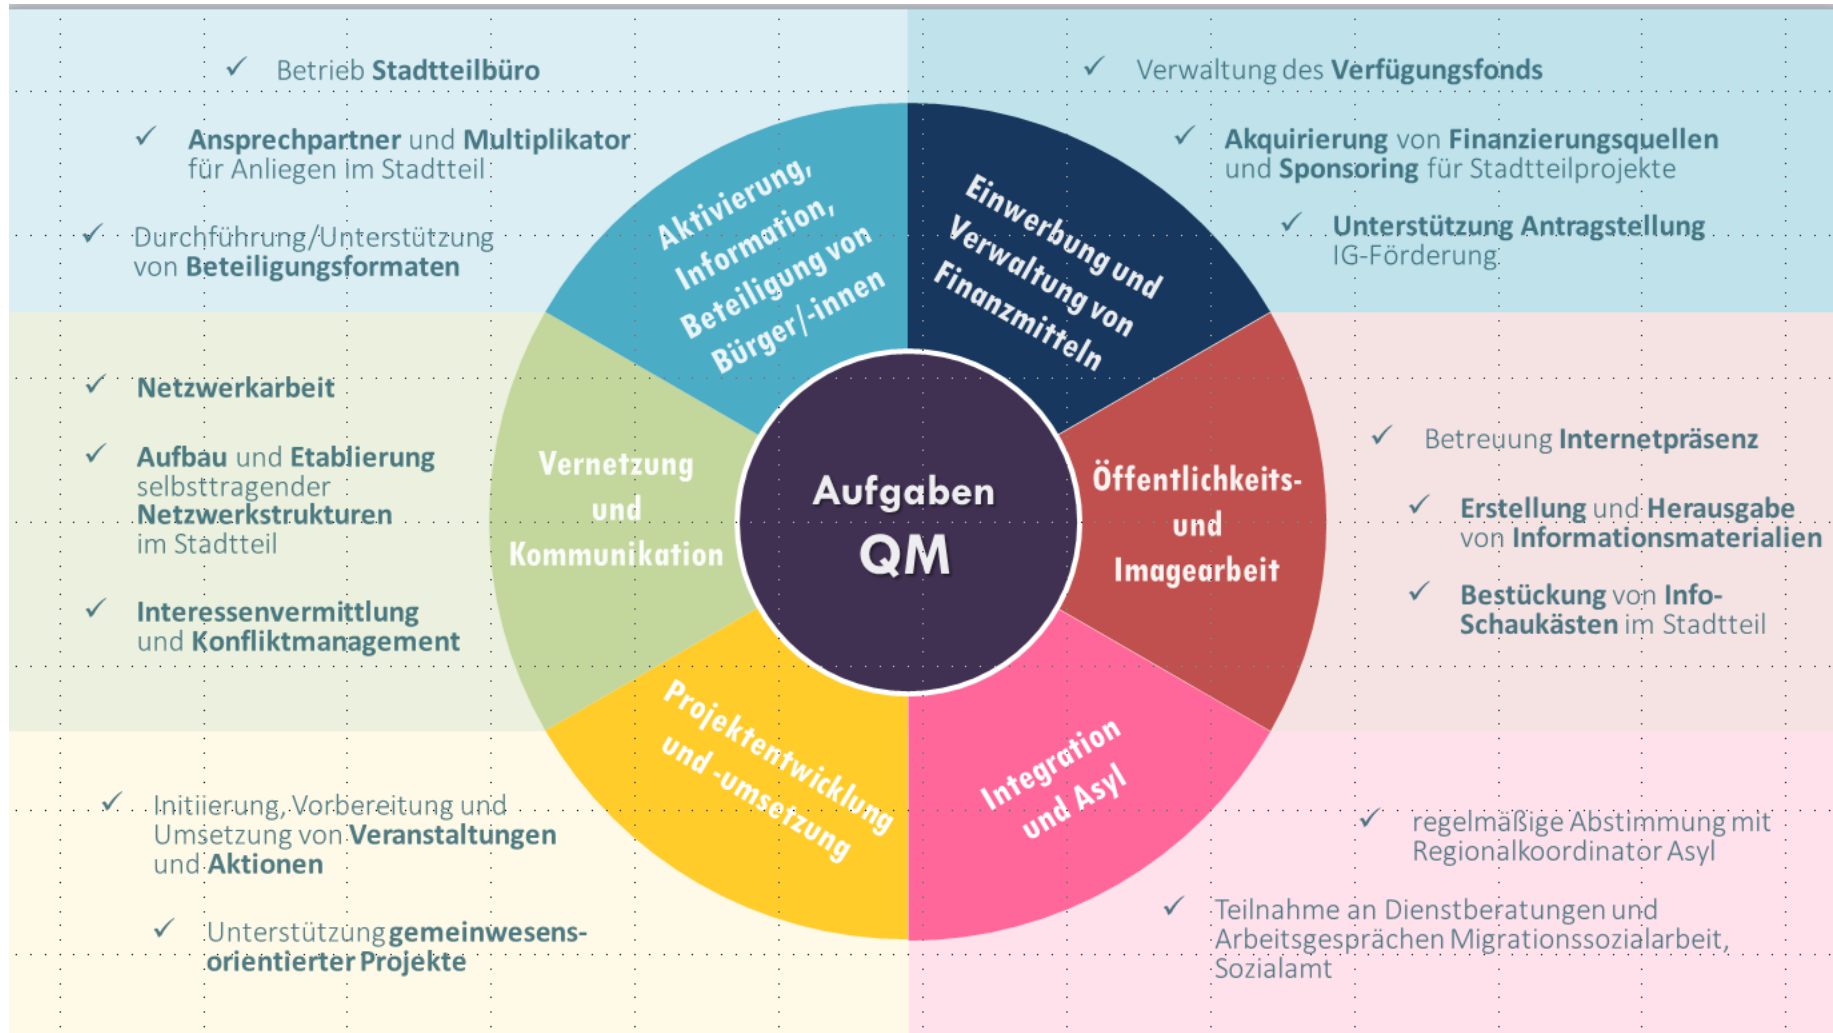 ✓ Betrieb Stadtteilbüro
✓ Ansprechpartner und Multiplikator
für Anliegen im Stadtteil
✓ Durchführung/Unterstützung
von Beteiligungsformaten
✓ Verwaltung des Verfügungsfonds
✓ Akquirierung von Finanzierungsquellen
und Sponsoring für Stadtteilprojekte
✓ Unterstützung Antragstellung
IG-Förderung
Aktivierung,
Information,
Beteiligung von
Bürger/-innen
Einwerbung und
Verwaltung von
Finanzmitteln
✓ Netzwerkarbeit
✓ Aufbau und Etablierung
selbsttragender
Netzwerkstrukturen
im Stadtteil
✓ Interessenvermittlung
und Konfliktmanagement
Vernetzung
und
Kommunikation
Aufgaben
QM
Öffentlichkeits-
und
Imagearbeit
✓ Betreuung Internetpräsenz
✓ Erstellung und Herausgabe
von Informationsmaterialien
✓ Bestückung von Info-
Schaukästen im Stadtteil
Projektentwicklung
und -umsetzung
Integration
und Asyl
✓ Initiierung, Vorbereitung und
Umsetzung von Veranstaltungen
und Aktionen
✓ Unterstützung gemeinwesens-
orientierter Projekte
✓ regelmäßige Abstimmung mit
Regionalkoordinator Asyl
✓ Teilnahme an Dienstberatungen und
Arbeitsgesprächen Migrationssozialarbeit,
Sozialamt